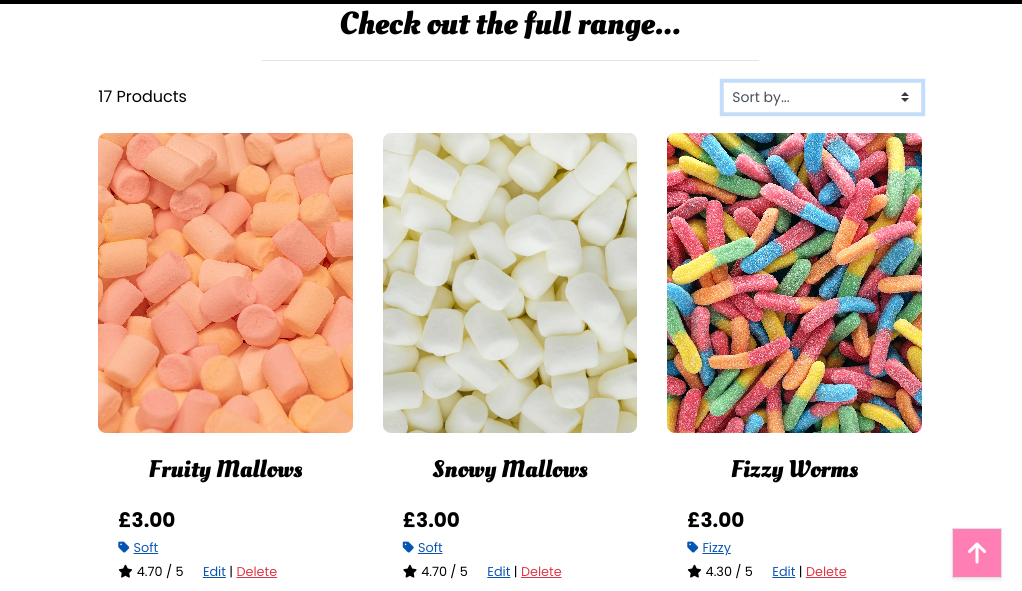 Check out the full range...
17 Products
Sort by...
Fruity Mallows
£3.00
Soft
4.70 / 5 Edit | Delete
Snowy Mallows
£3.00
Soft
4.70 / 5 Edit | Delete
Fizzy Worms
£3.00
Fizzy
4.30 / 5 Edit | Delete